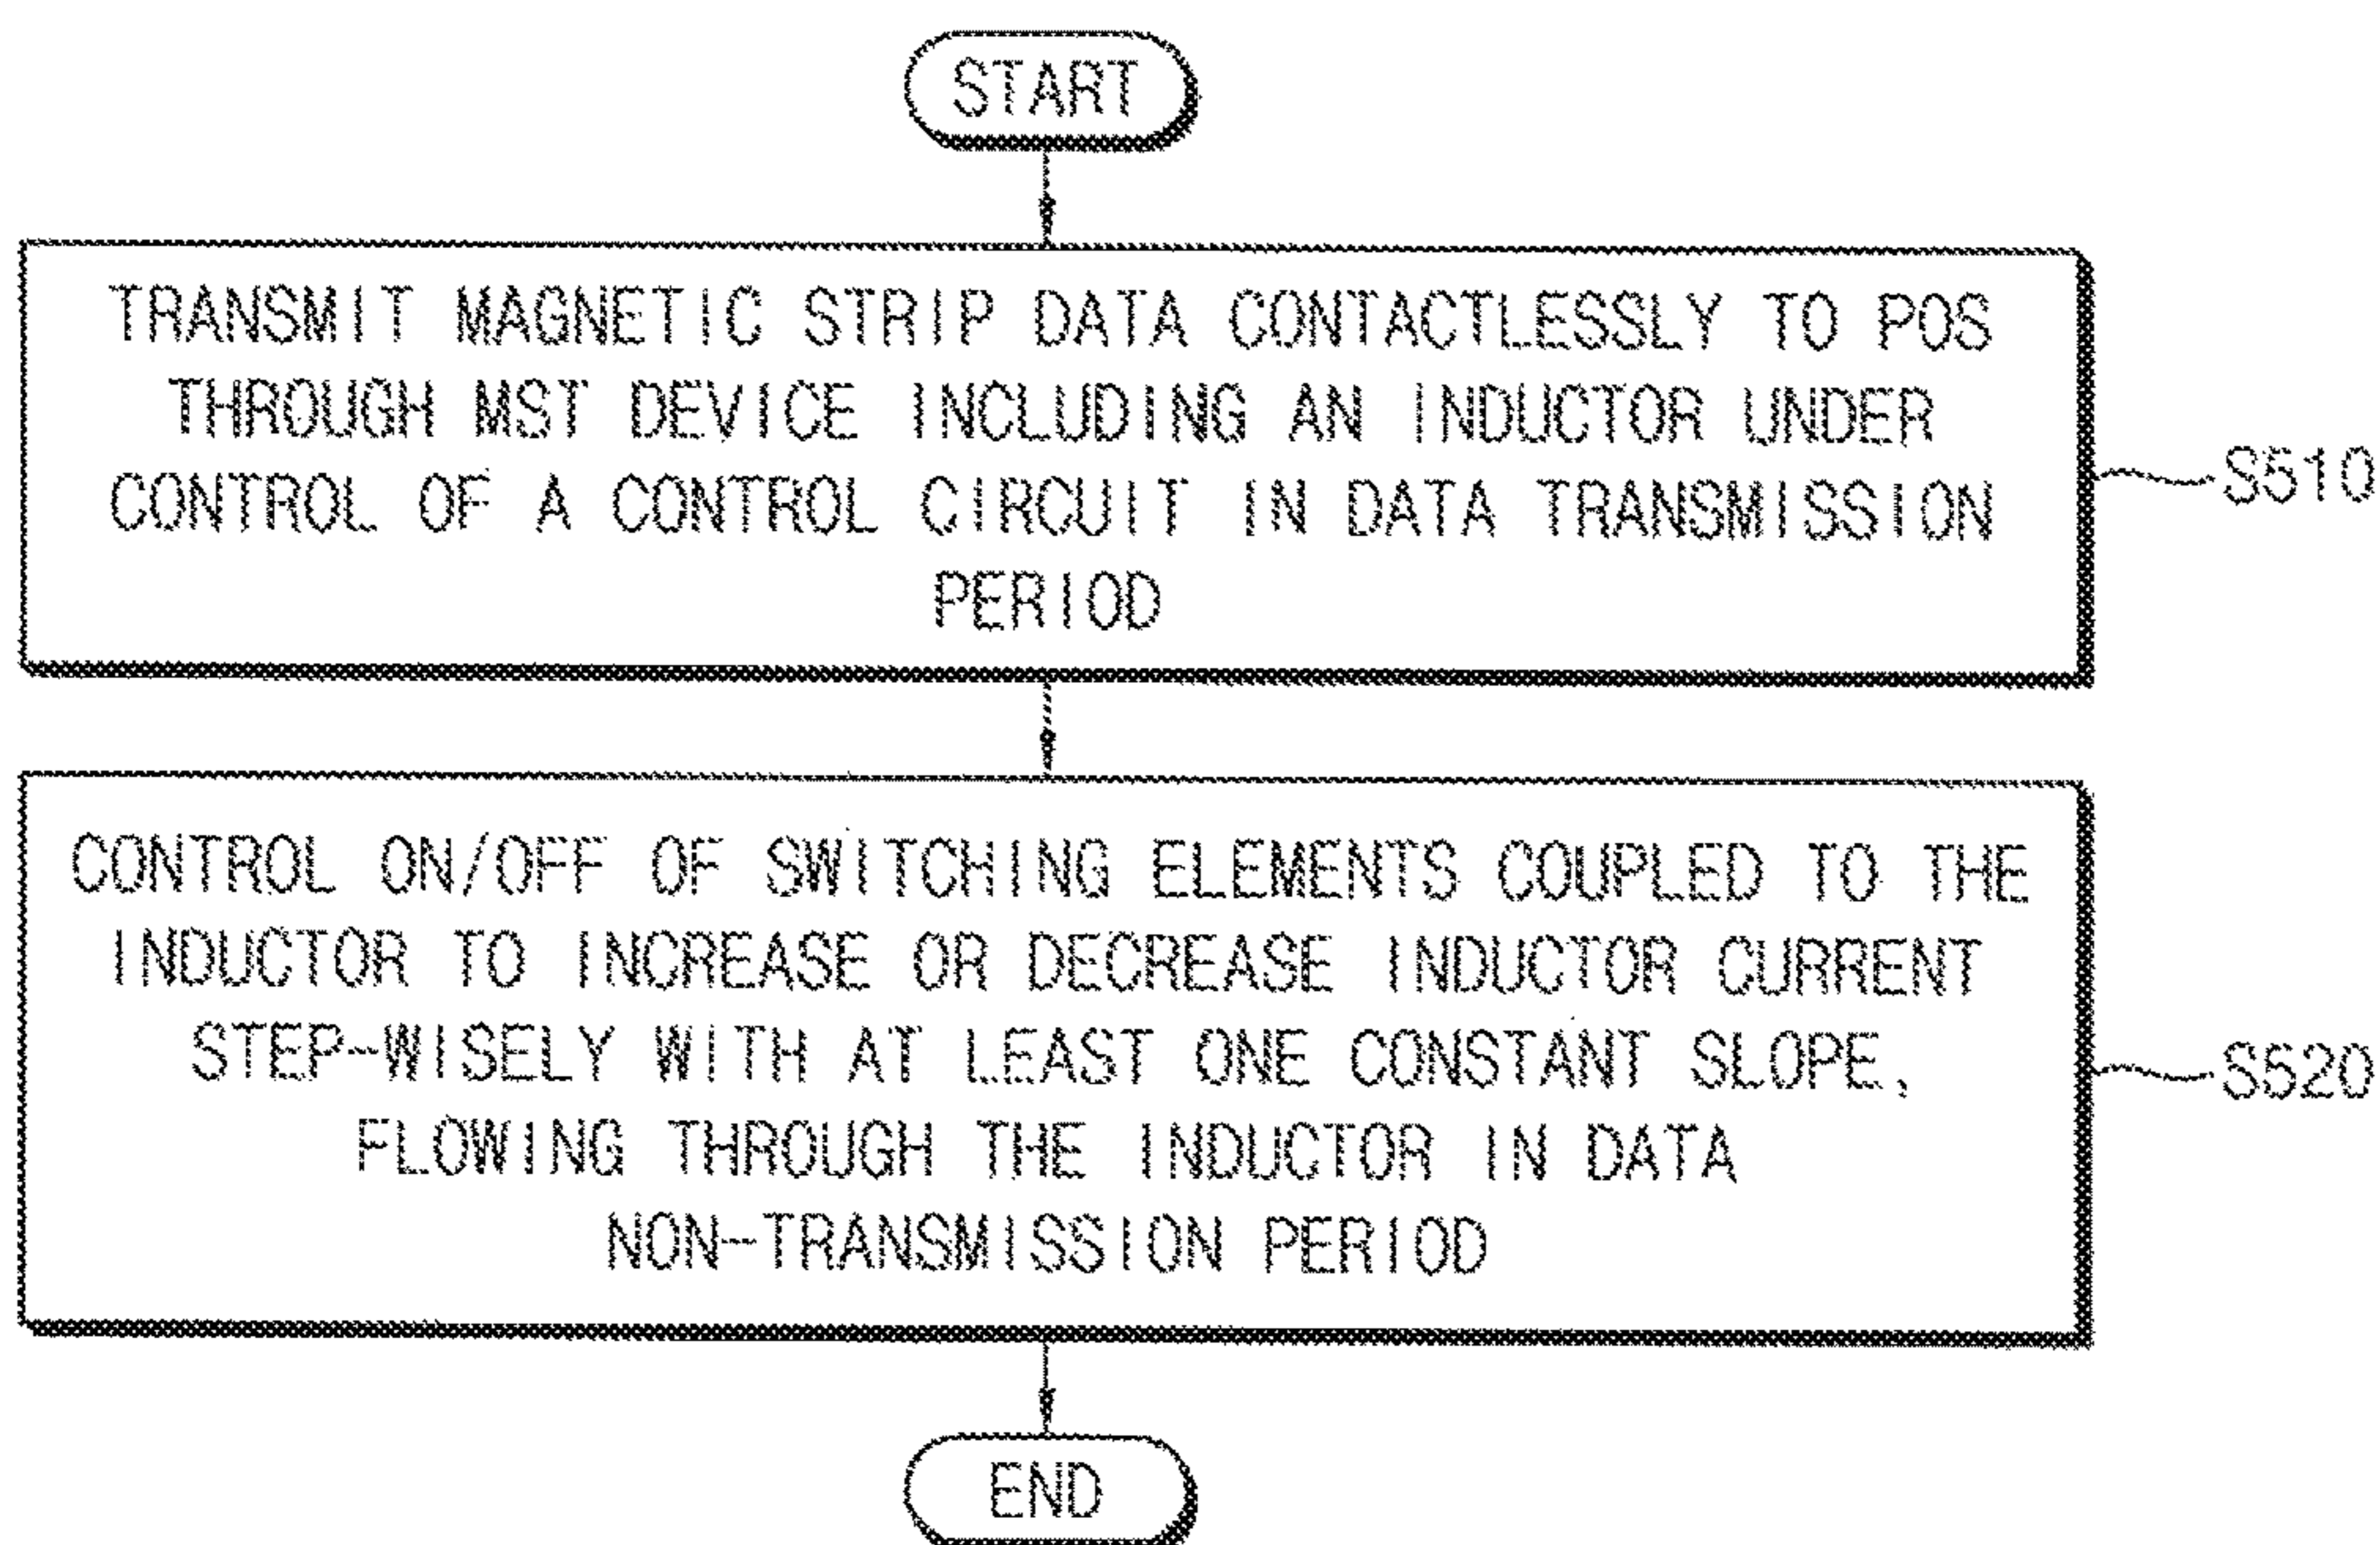 START
TRANSMIT MAGNETIC STRIP DATA CONTACTLESSLY TO POS
THROUGH MST DEVICE INCLUDING AN INDUCTOR UNDER
CONTROL OF A CONTROL CIRCUIT IN DATA TRANSMISSION
PERIOD
S510
CONTROL ON/OFF OF SWITCHING ELEMENTS COUPLED TO THE
INDUCTOR TO INCREASE OR DECREASE INDUCTOR CURRENT
STEP-WISELY WITH AT LEAST ONE CONSTANT SLOPE,
FLOWING THROUGH THE INDUCTOR IN DATA
NON-TRANSMISSION PERIOD
S520
END